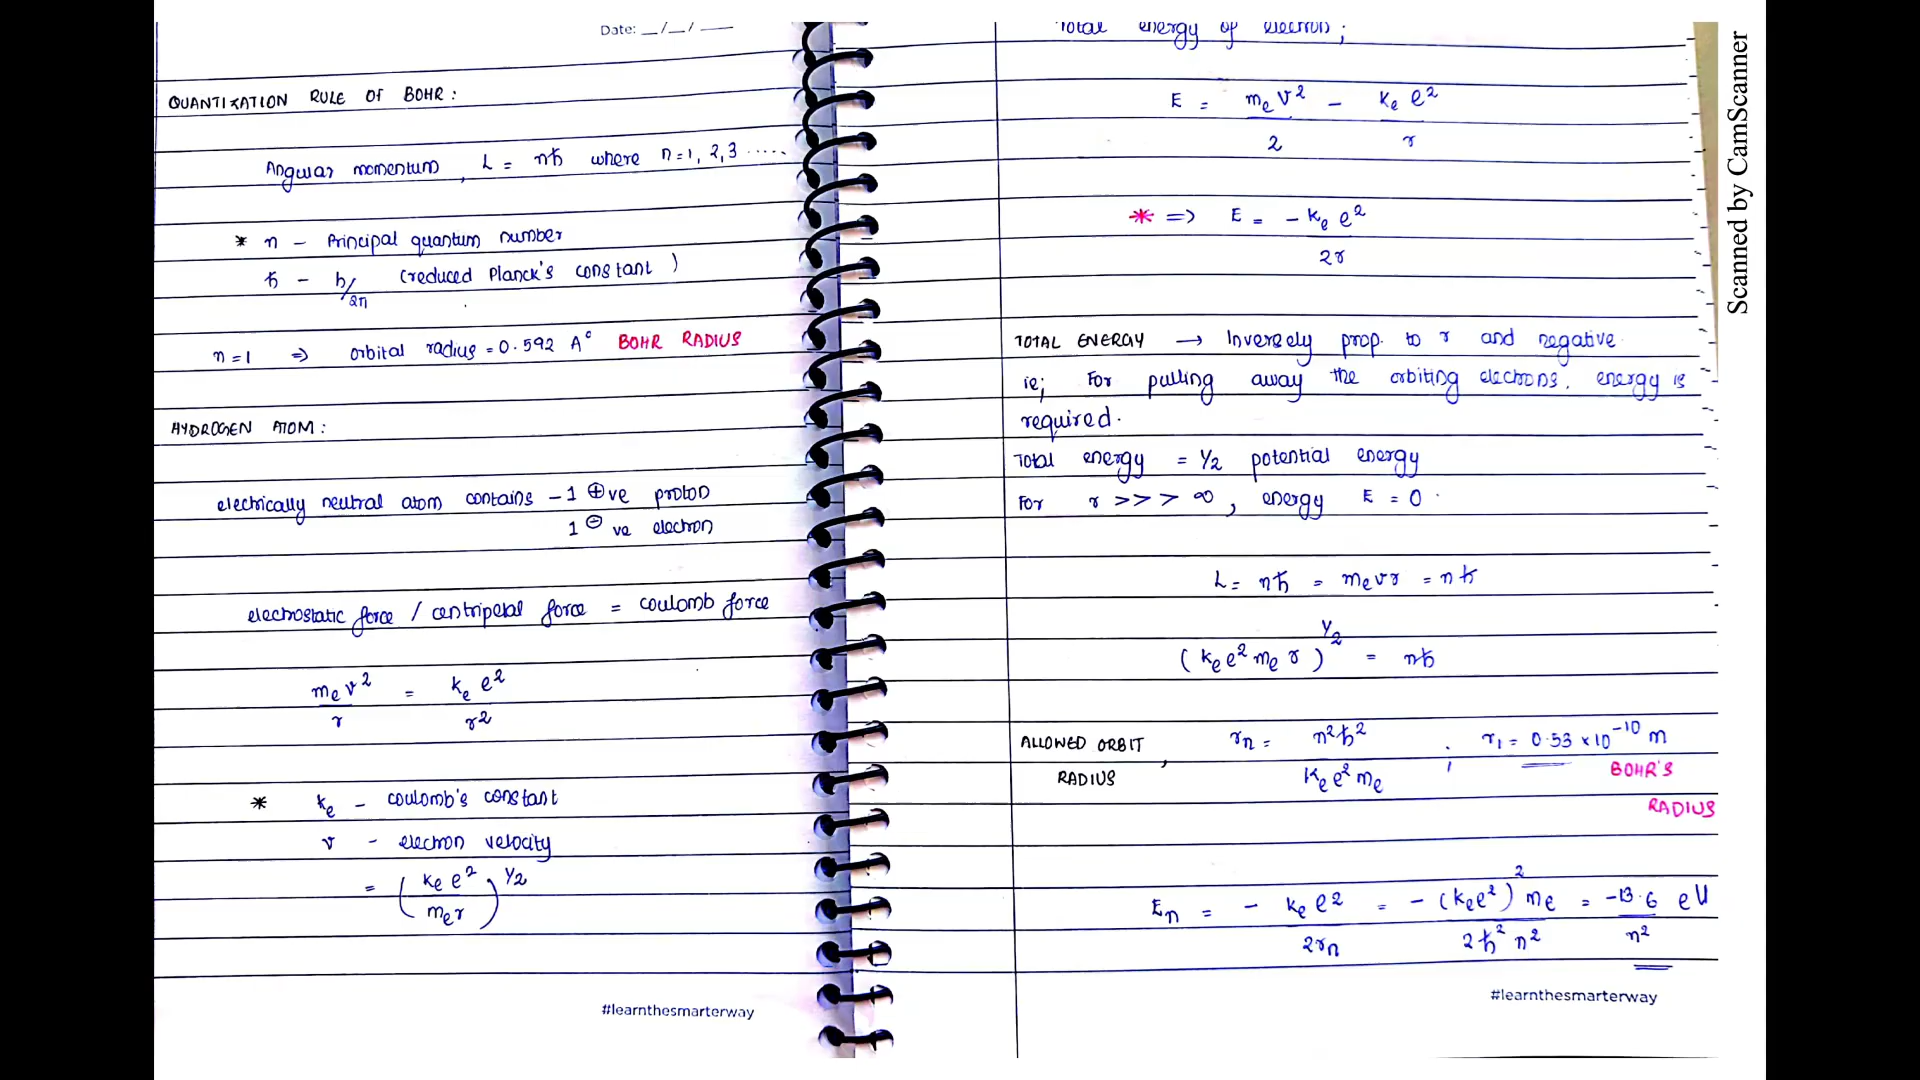 Date: __/__/____
QUANTIZATION RULE OF BOHR :
Angular momentum , L = nħ where n=1, 2,3 .....
* n – Principal quantum number
ħ – h/2π (reduced Planck's constant )
n=1 ⇒ orbital radius = 0.592 A° BOHR RADIUS
HYDROGEN ATOM :
electrically neutral atom contains – 1 ⊕ve proton
1 ⊖ ve electron
electrostatic force / centripetal force = coulomb force
mₑv²/r = kₑe²/r²
* kₑ – coulomb's constant
v – electron velocity
= (kₑe²/mₑr)^1/2
#learnthesmarterway
Total energy of electron ;
E = mₑv²/2 – kₑe²/r
* ⇒ E = –kₑe²/2r
TOTAL ENERGY → Inversely prop. to r and negative.
ie; For pulling away the orbiting electrons, energy is
required.
Total energy = 1/2 potential energy
For r >>> ∞ , energy E = 0 .
L = nħ = mₑvr = nħ
(kₑe²mₑr)^1/2 = nħ
ALLOWED ORBIT RADIUS , rₙ = n²ħ²/kₑe²mₑ ; r₁ = 0.53 ×10⁻¹⁰ m
BOHR'S
RADIUS
Eₙ = – kₑe²/2rₙ = – (kₑe²)² mₑ/2ħ²n² = –13.6/n² eV
#learnthesmarterway
Scanned by CamScanner